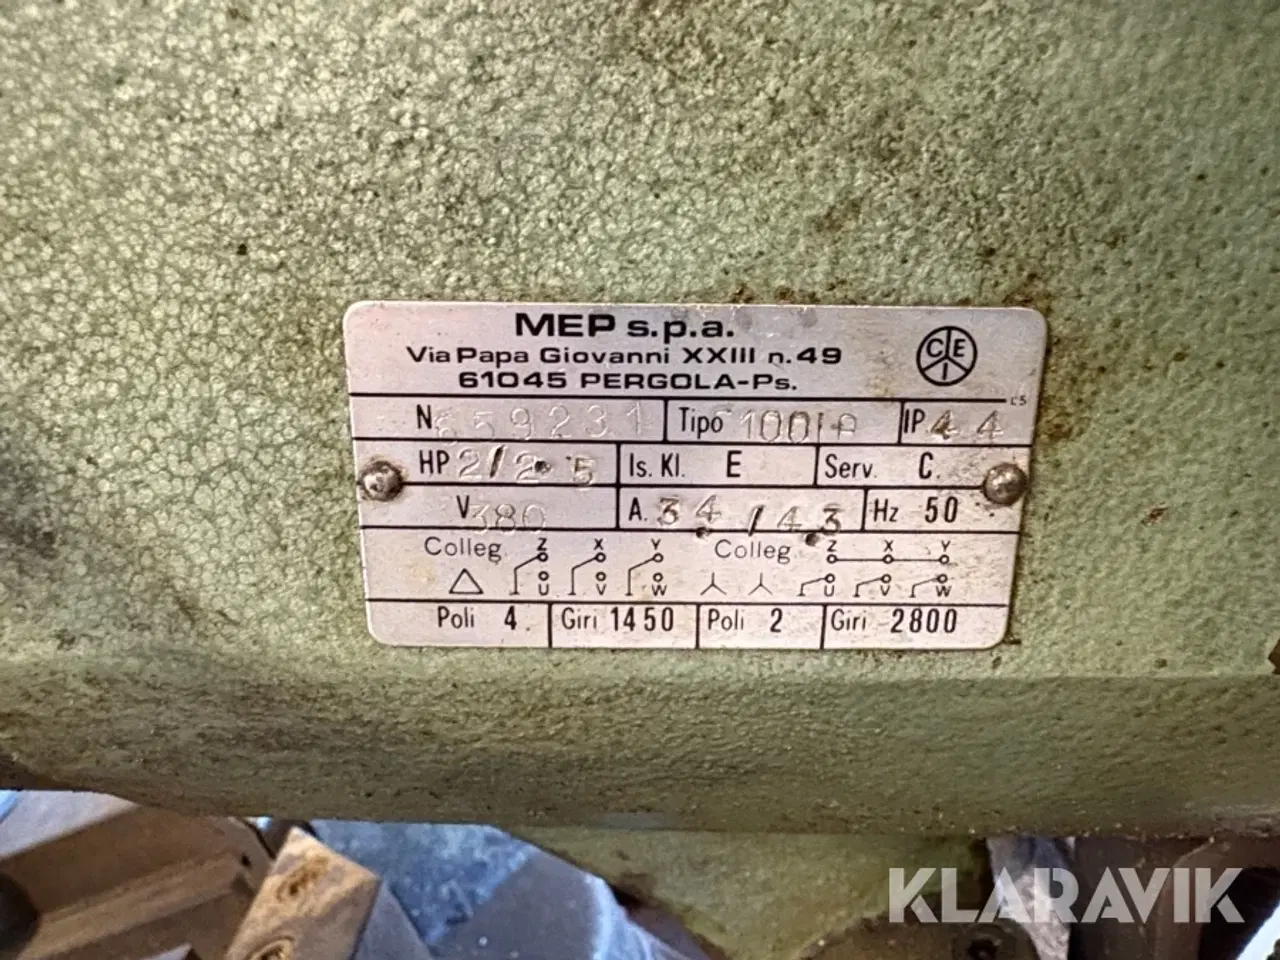 MEP s.p.a.
Via Papa Giovanni XXIII n. 49
61045 PERGOLA-Ps.
CEI
N 659231 Tipo 100 IP 44
HP 2/2.5 Is. Kl. E Serv. C.
V 380 A. 3.4/4.3 Hz 50
Colleg. Z X Y Colleg. Z X Y
U V W U V W
Poli 4 Giri 1450 Poli 2 Giri 2800
KLARAVIK